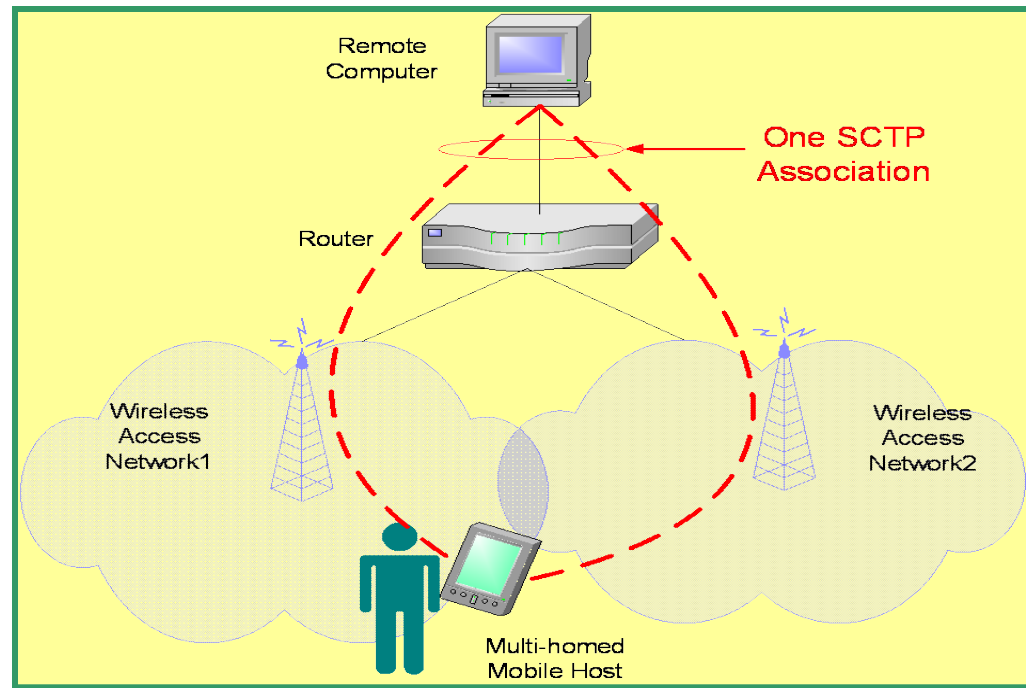 Remote
Computer
One SCTP
Association
Router
Wireless
Access
Network1
Wireless
Access
Network2
Multi-homed
Mobile Host